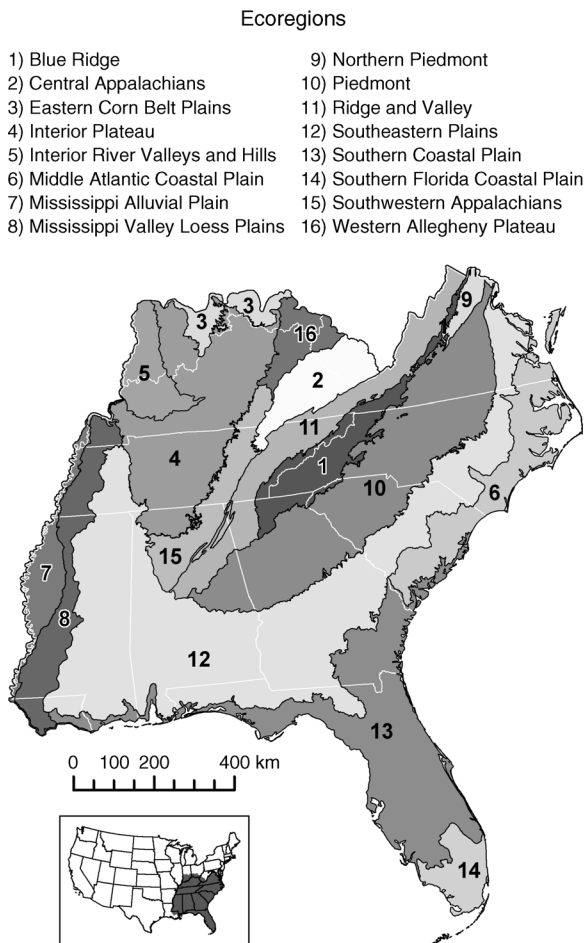 Ecoregions
1) Blue Ridge
2) Central Appalachians
3) Eastern Corn Belt Plains
4) Interior Plateau
5) Interior River Valleys and Hills
6) Middle Atlantic Coastal Plain
7) Mississippi Alluvial Plain
8) Mississippi Valley Loess Plains
9) Northern Piedmont
10) Piedmont
11) Ridge and Valley
12) Southeastern Plains
13) Southern Coastal Plain
14) Southern Florida Coastal Plain
15) Southwestern Appalachians
16) Western Allegheny Plateau
3
3
9
16
5
2
11
4
1
10
6
15
7
8
12
13
0 100 200 400 km
14